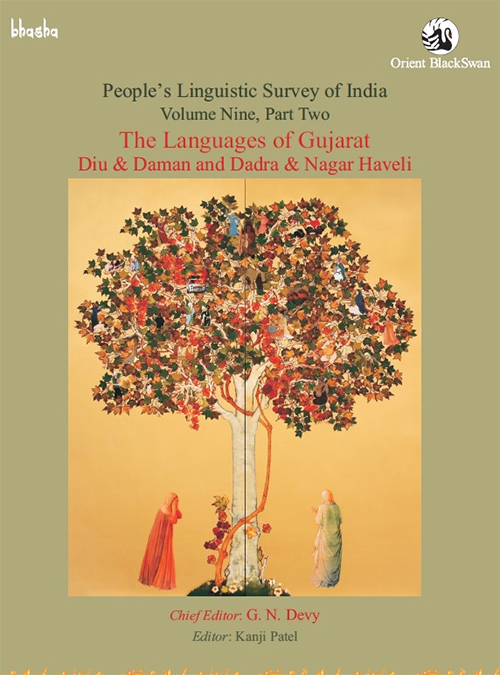 bhasha
Orient BlackSwan
People's Linguistic Survey of India
Volume Nine, Part Two
The Languages of Gujarat
Diu & Daman and Dadra & Nagar Haveli
Chief Editor: G. N. Devy
Editor: Kanji Patel